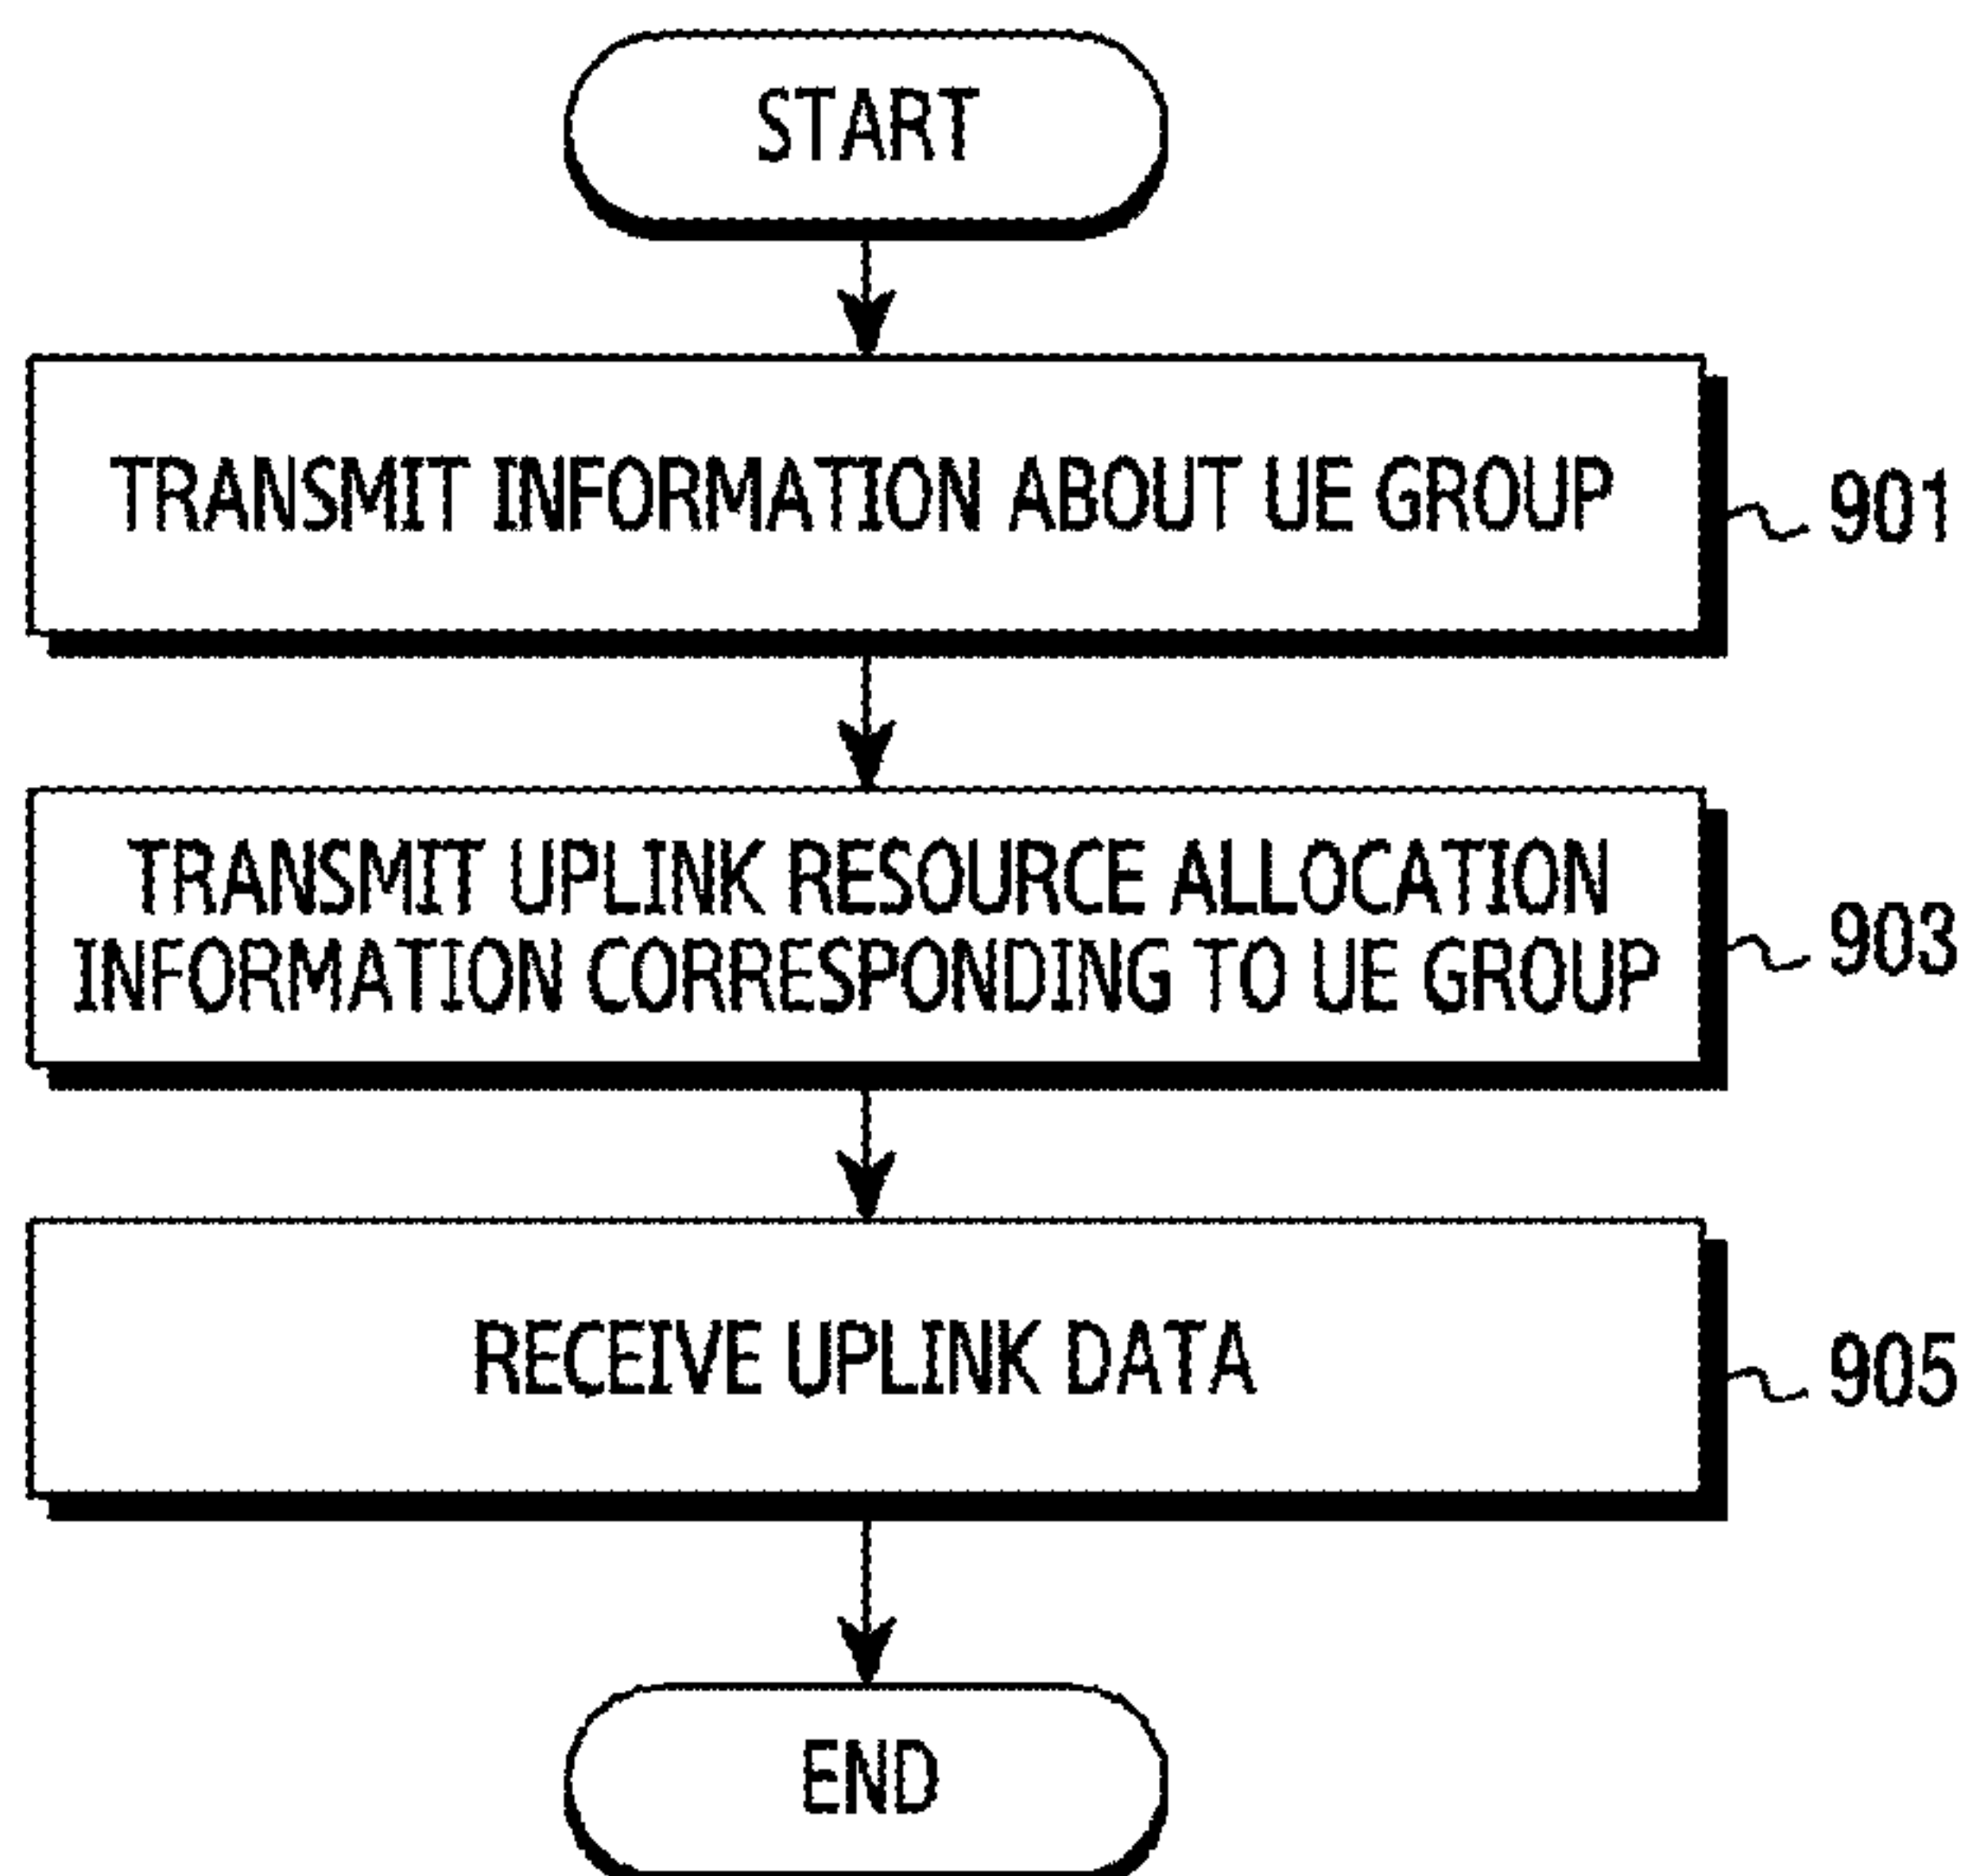 START
TRANSMIT INFORMATION ABOUT UE GROUP
901
TRANSMIT UPLINK RESOURCE ALLOCATION
INFORMATION CORRESPONDING TO UE GROUP
903
RECEIVE UPLINK DATA
905
END